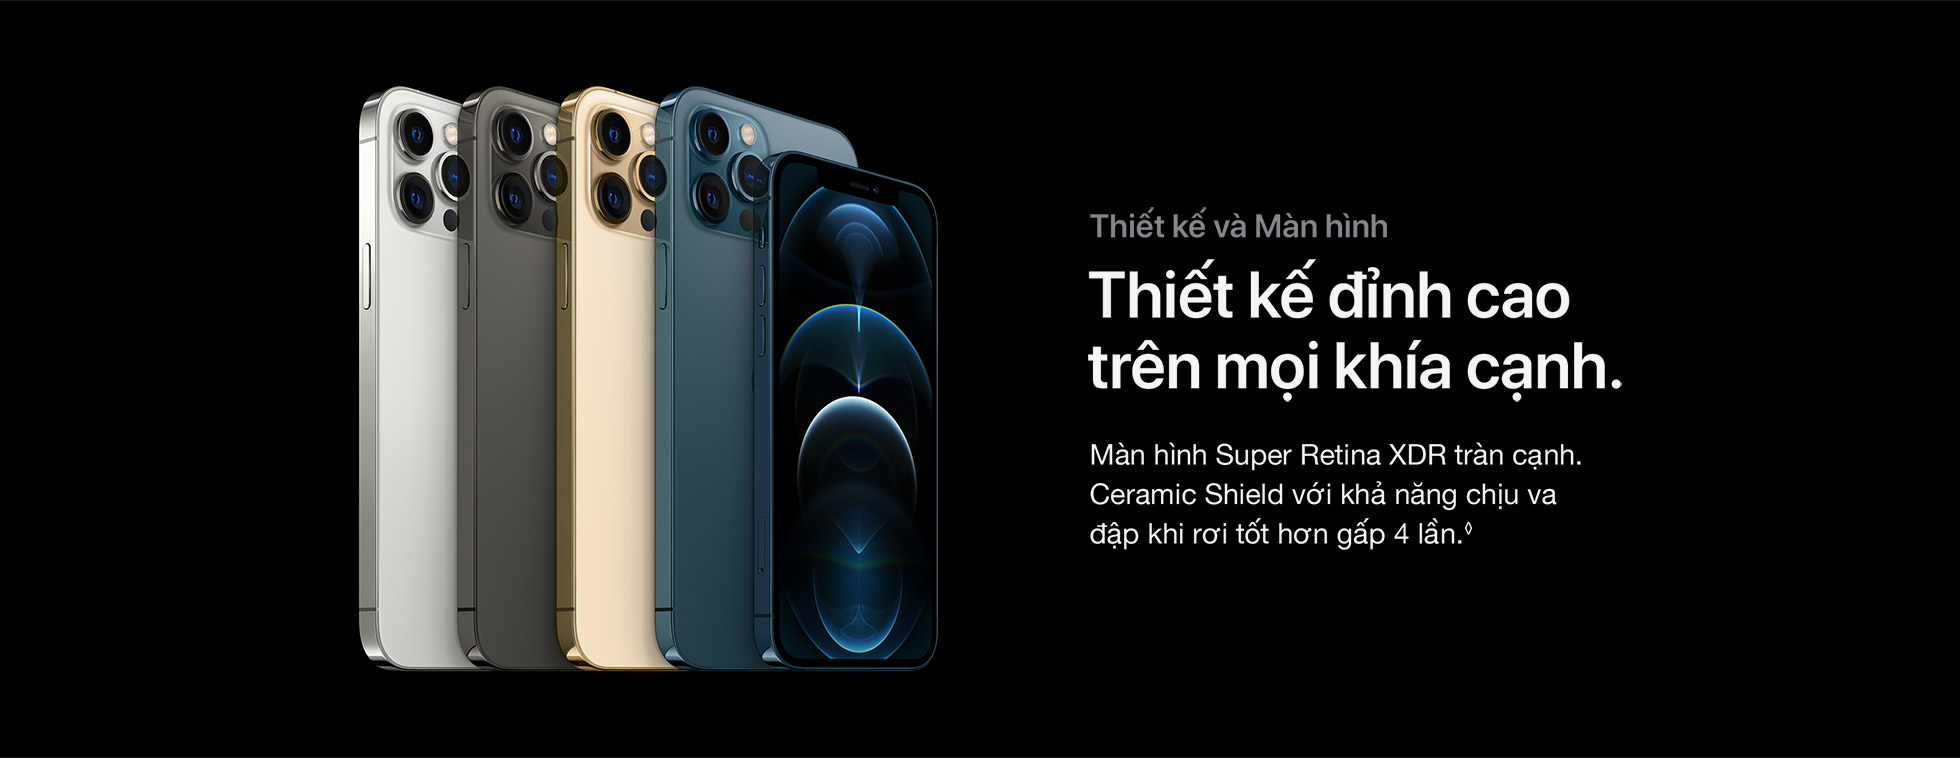 Thiết kế và Màn hình
Thiết kế đỉnh cao
trên mọi khía cạnh.
Màn hình Super Retina XDR tràn cạnh.
Ceramic Shield với khả năng chịu va
đập khi rơi tốt hơn gấp 4 lần.◊